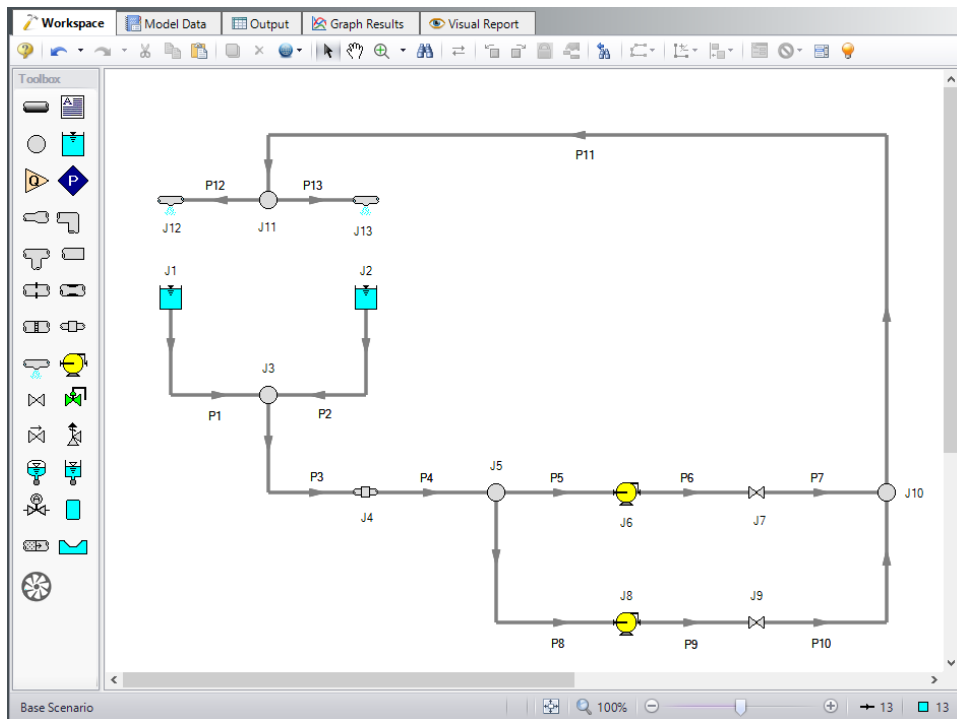 Workspace Model Data Output Graph Results Visual Report
Toolbox
A
Q
P
P11
P12 P13
J12 J11 J13
J1 J2
J3
P1 P2
P3 P4 J5 P5 P6 P7
J4 J6 J7 J10
J8 J9
P8 P9 P10
Base Scenario 100% 13 13